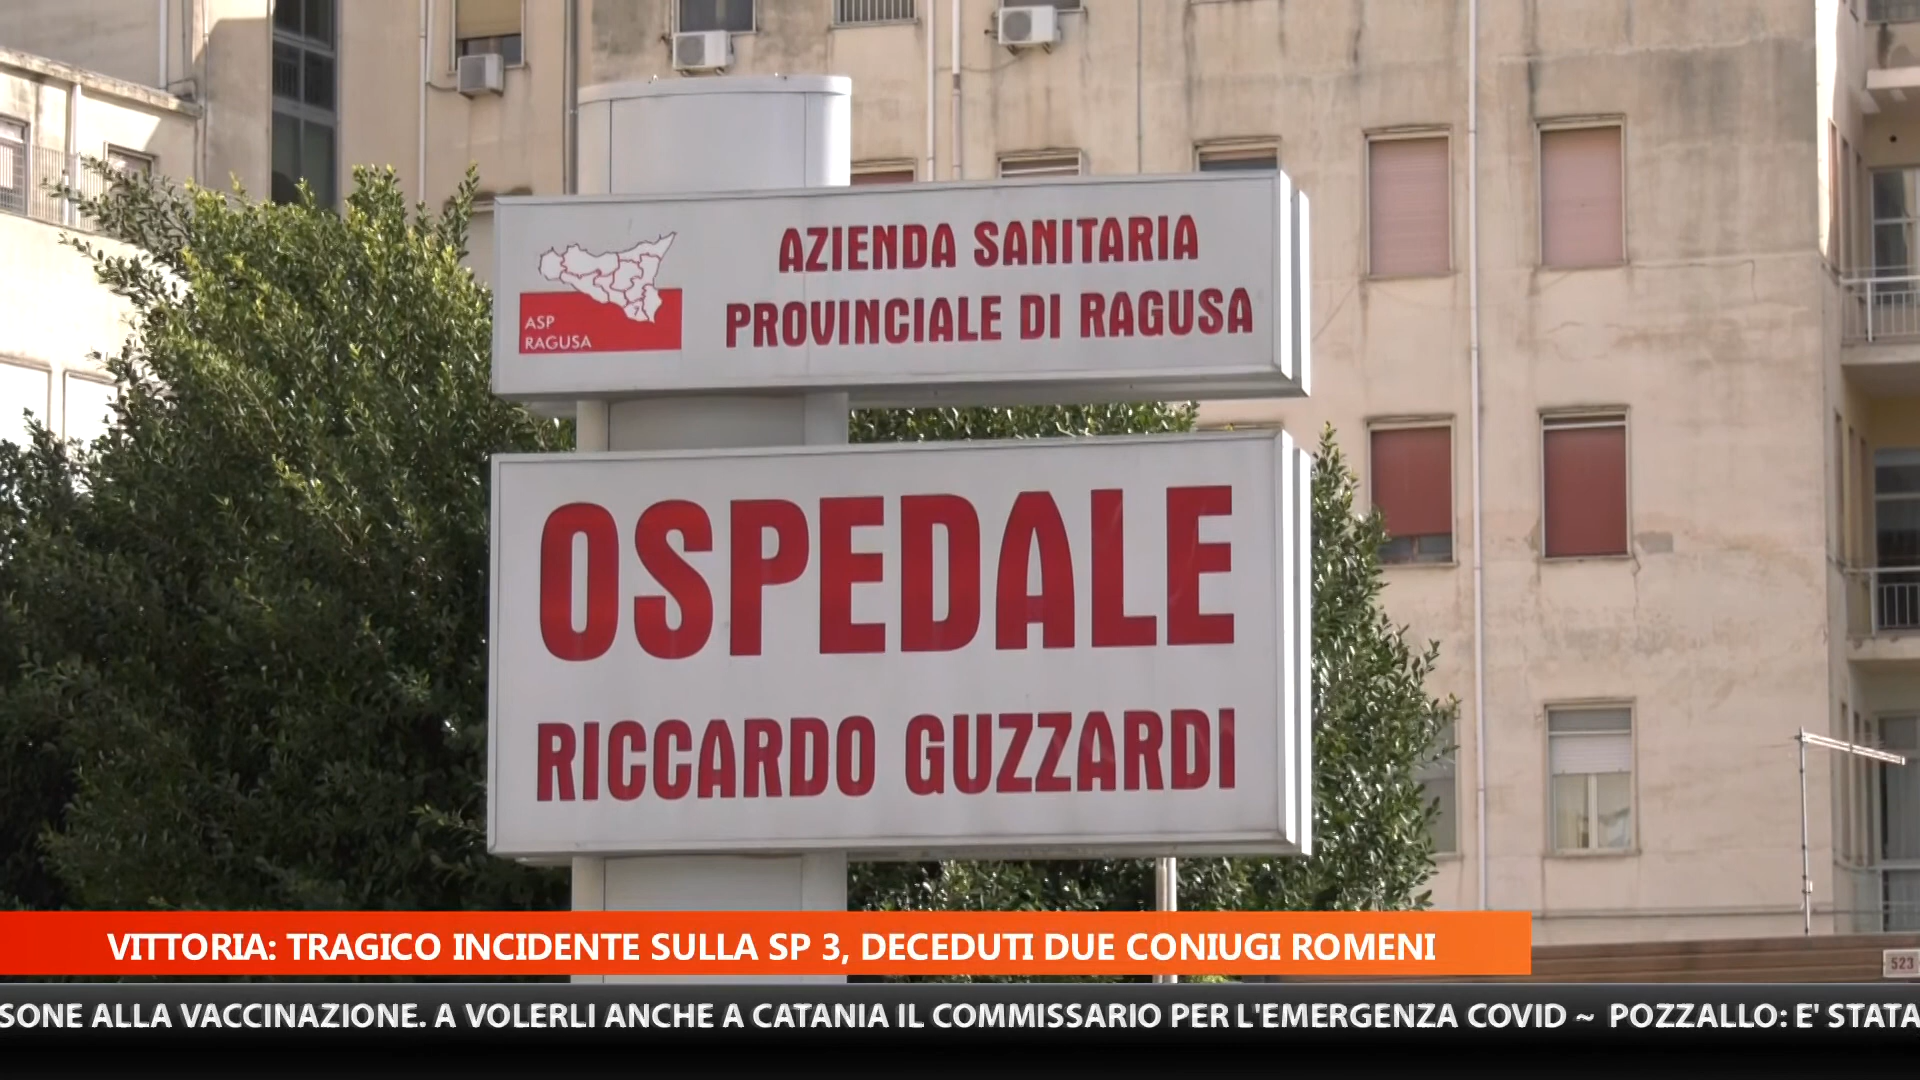 AZIENDA SANITARIA
PROVINCIALE DI RAGUSA
ASP
RAGUSA
OSPEDALE
RICCARDO GUZZARDI
VITTORIA: TRAGICO INCIDENTE SULLA SP 3, DECEDUTI DUE CONIUGI ROMENI
523
SONE ALLA VACCINAZIONE. A VOLERLI ANCHE A CATANIA IL COMMISSARIO PER L'EMERGENZA COVID ~ POZZALLO: E' STATA